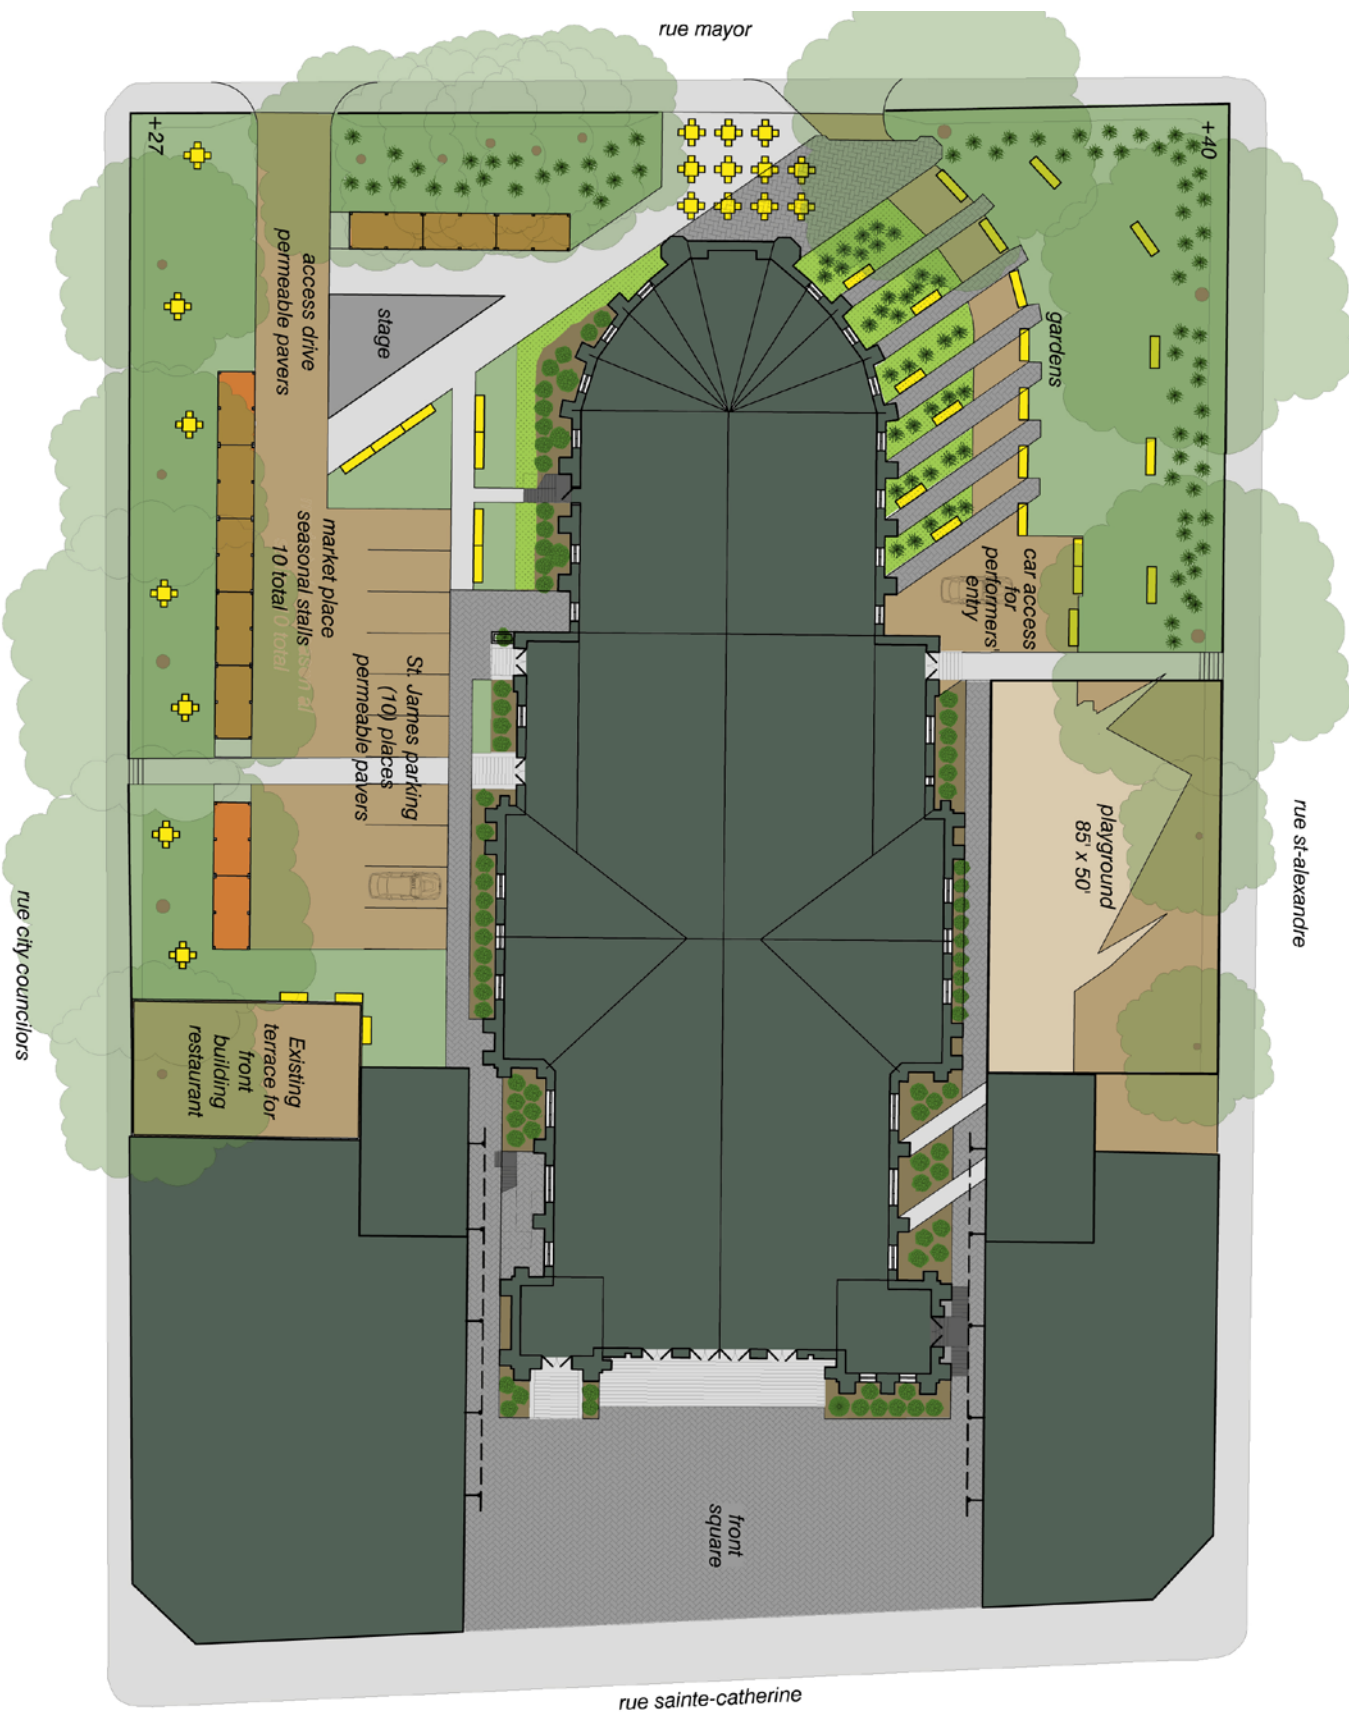 rue mayor
+27
+40
access drive
permeable pavers
stage
gardens
market place
seasonal stalls
10 total
car access
for
performers'
entry
St. James parking
(10) places
permeable pavers
playground
85' x 50'
rue st-alexandre
rue city councilors
Existing
terrace for
front
building
restaurant
front
square
rue sainte-catherine